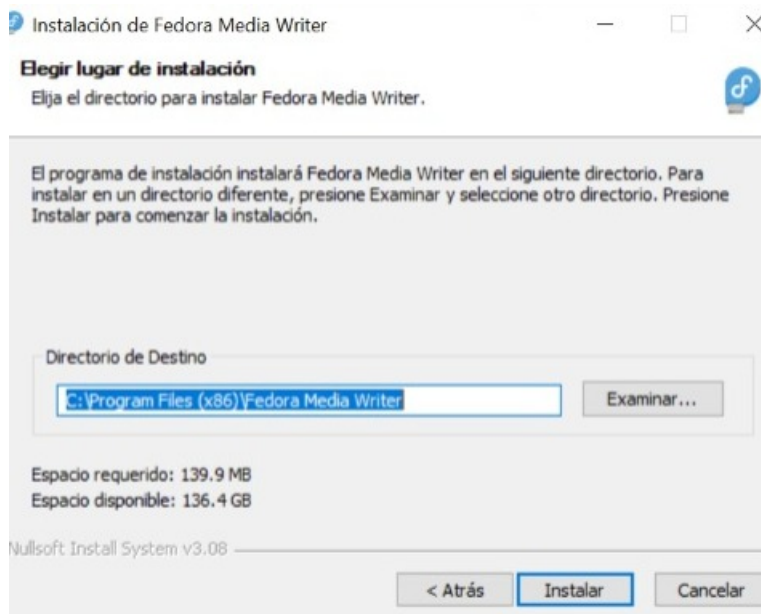 Instalación de Fedora Media Writer
Elegir lugar de instalación
Elija el directorio para instalar Fedora Media Writer.
El programa de instalación instalará Fedora Media Writer en el siguiente directorio. Para
instalar en un directorio diferente, presione Examinar y seleccione otro directorio. Presione
Instalar para comenzar la instalación.
Directorio de Destino
C:\Program Files (x86)\Fedora Media Writer
Examinar...
Espacio requerido: 139.9 MB
Espacio disponible: 136.4 GB
Nullsoft Install System v3.08
< Atrás
Instalar
Cancelar